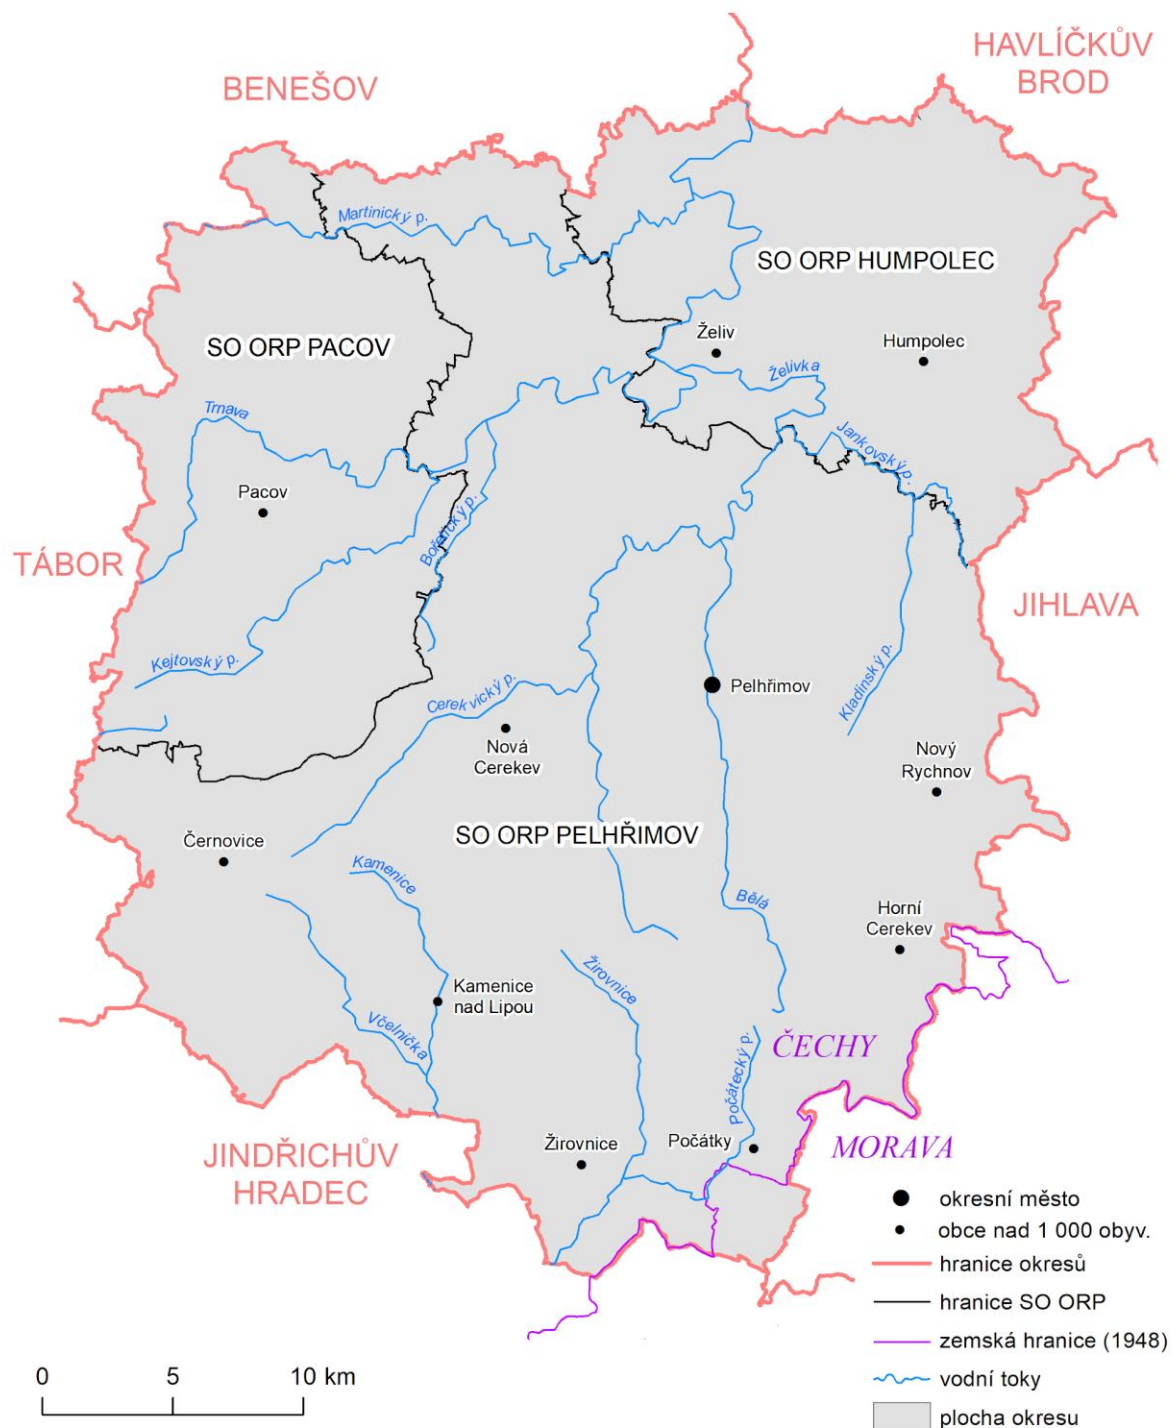 HAVLÍČKŮV
BROD
BENEŠOV
Martinický p.
SO ORP HUMPOLEC
SO ORP PACOV
Želiv
Humpolec
Želivka
Trnava
Jankovský p.
Pacov
Bořetický p.
TÁBOR
JIHLAVA
Kejtovský p.
Cerekvický p.
Pelhřimov
Kladinský p.
Nová
Cerekev
Nový
Rychnov
Černovice
SO ORP PELHŘIMOV
Kamenice
Bělá
Horní
Cerekev
Žirovnice
Kamenice
nad Lipou
Včelnička
ČECHY
Počátecký p.
JINDŘICHŮV
HRADEC
Žirovnice
Počátky
MORAVA
okresní město
obce nad 1 000 obyv.
hranice okresů
hranice SO ORP
zemská hranice (1948)
vodní toky
plocha okresu
0 5 10 km